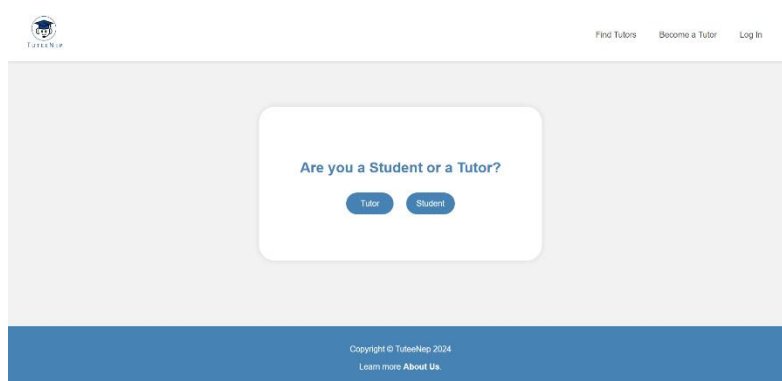 TuteeNep
Find Tutors Become a Tutor Log In
Are you a Student or a Tutor?
Tutor Student
Copyright © TuteeNep 2024
Learn more About Us.